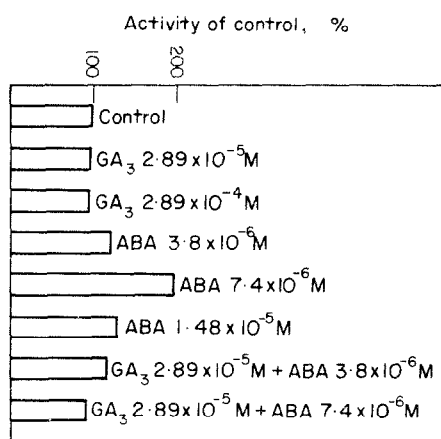 Activity of control, %
100 200
Control
GA₃ 2·89x10⁻⁵M
GA₃ 2·89x10⁻⁴M
ABA 3·8x10⁻⁶M
ABA 7·4x10⁻⁶M
ABA 1·48x10⁻⁵M
GA₃ 2·89x10⁻⁵M + ABA 3·8x10⁻⁶M
GA₃ 2·89x10⁻⁵M + ABA 7·4x10⁻⁶M